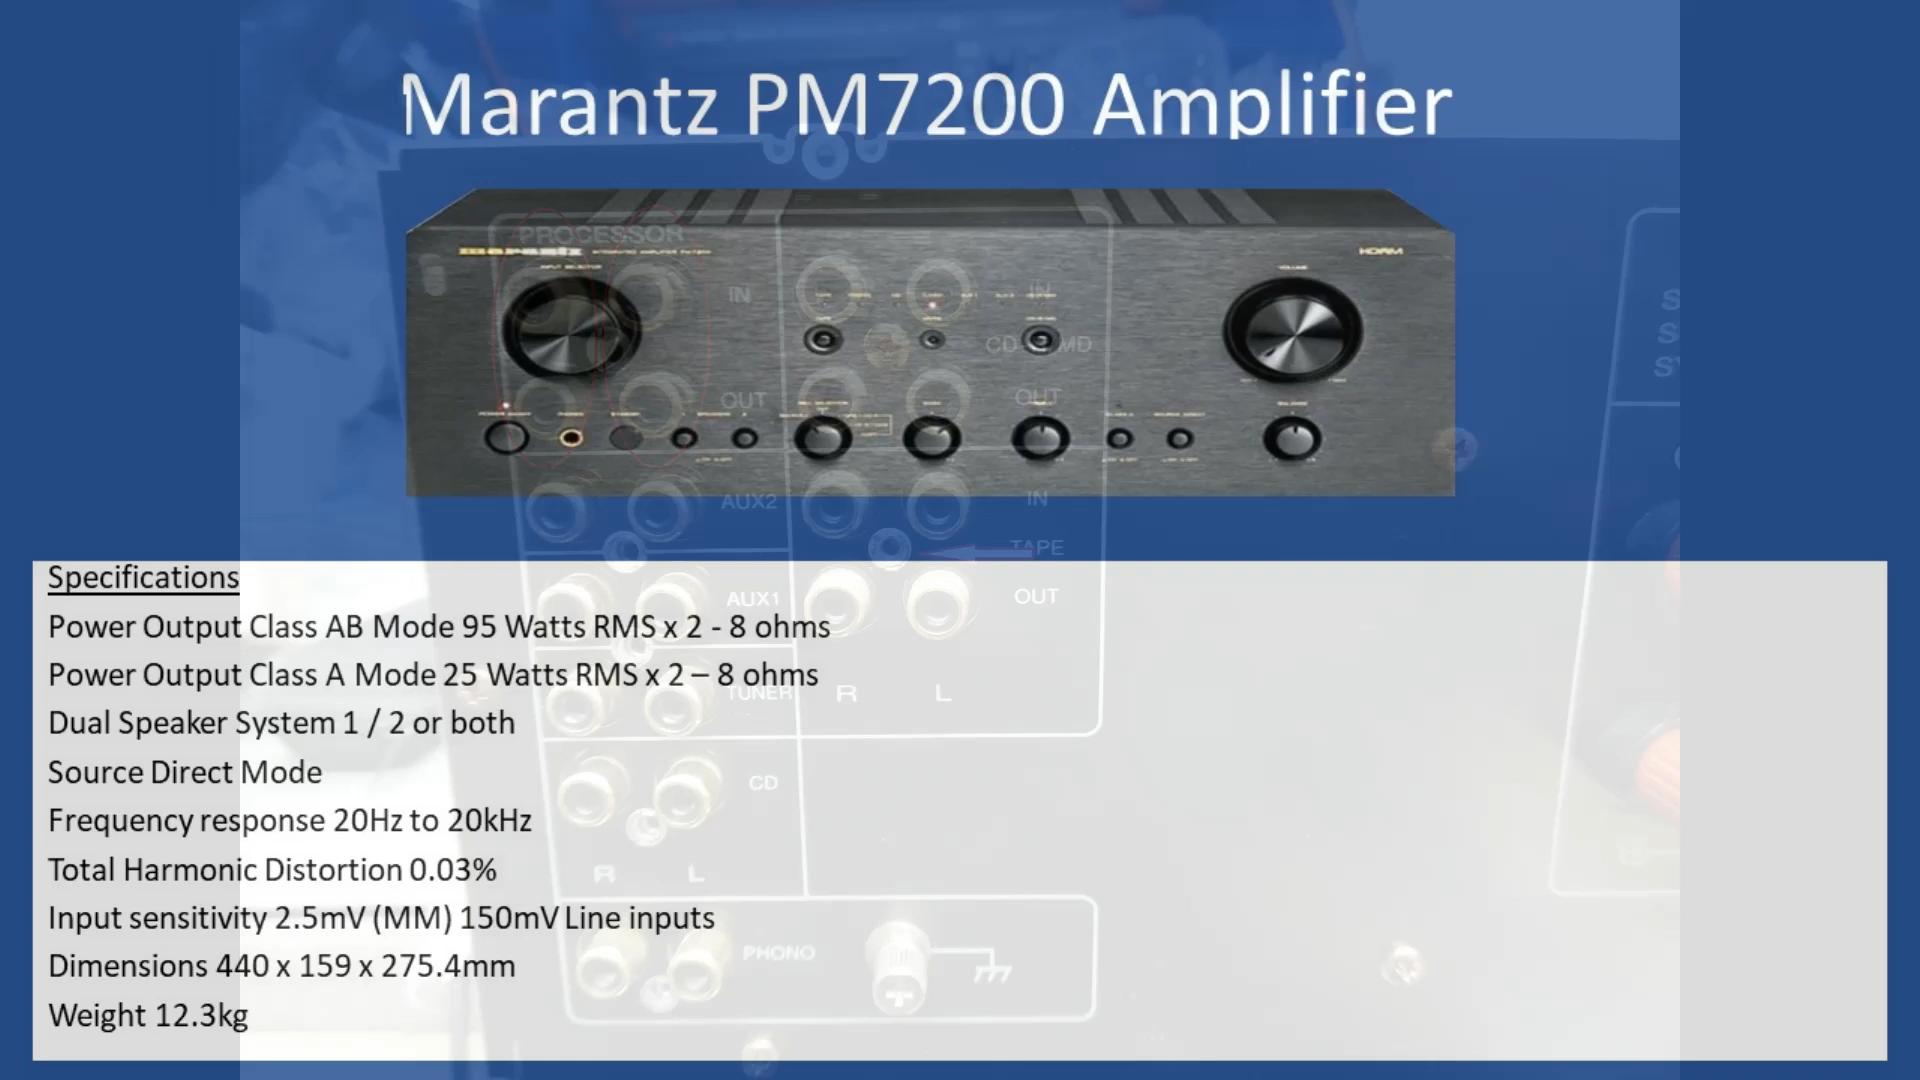 Marantz PM7200 Amplifier
PROCESSOR
marantz
HDAM
IN
IN
CD
MD
OUT
OUT
AUX2
IN
TAPE
Specifications
AUX1
OUT
Power Output Class AB Mode 95 Watts RMS x 2 - 8 ohms
Power Output Class A Mode 25 Watts RMS x 2 – 8 ohms
TUNER
R
L
Dual Speaker System 1 / 2 or both
Source Direct Mode
CD
Frequency response 20Hz to 20kHz
Total Harmonic Distortion 0.03%
R
L
Input sensitivity 2.5mV (MM) 150mV Line inputs
PHONO
Dimensions 440 x 159 x 275.4mm
Weight 12.3kg